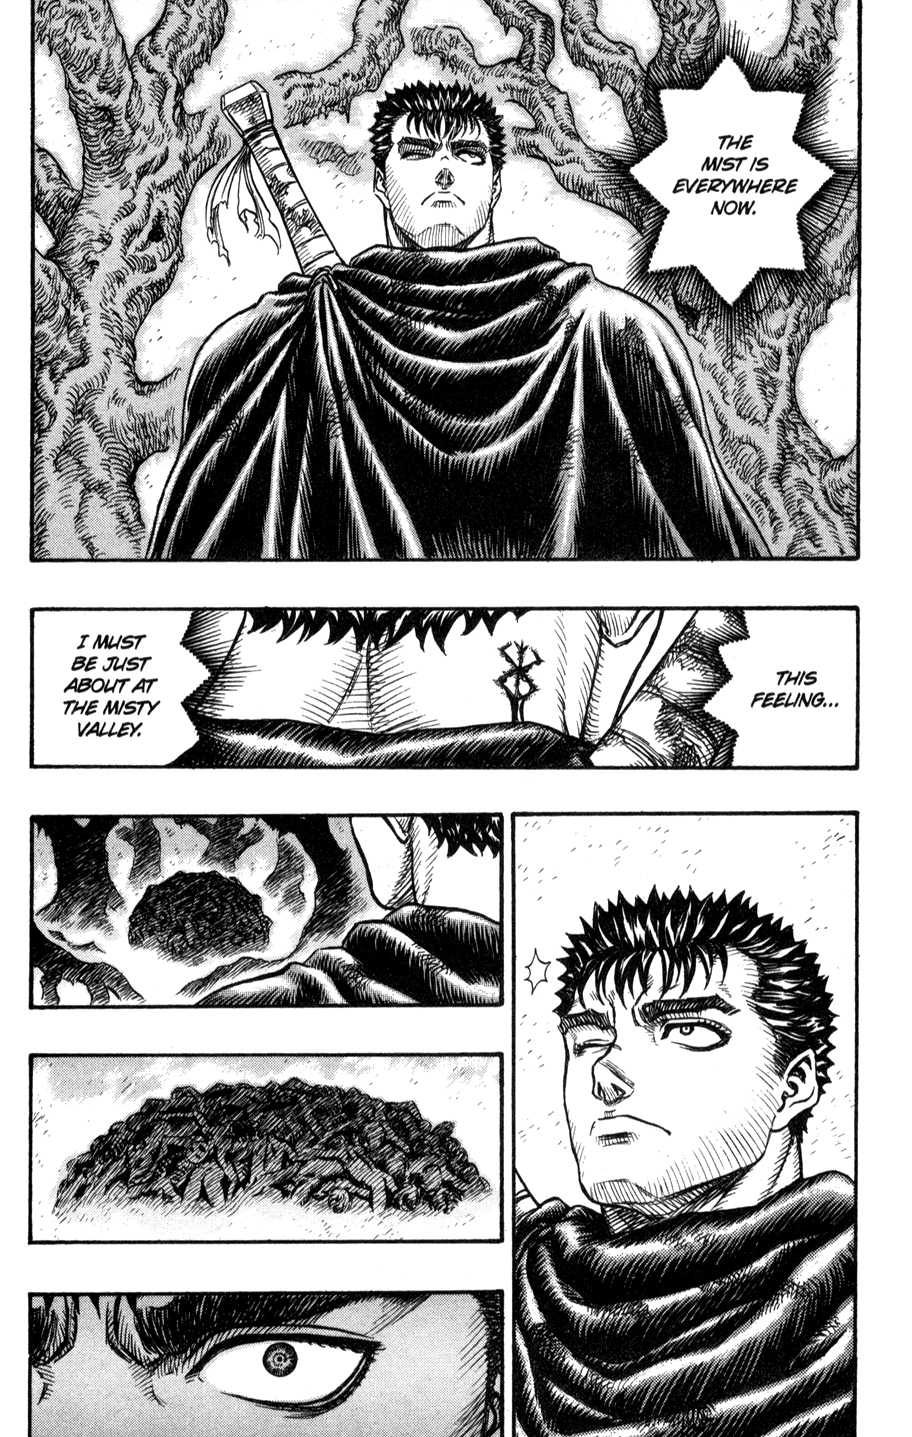 THE
MIST IS
EVERYWHERE
NOW.
THIS
FEELING...
I MUST
BE JUST
ABOUT AT
THE MISTY
VALLEY.